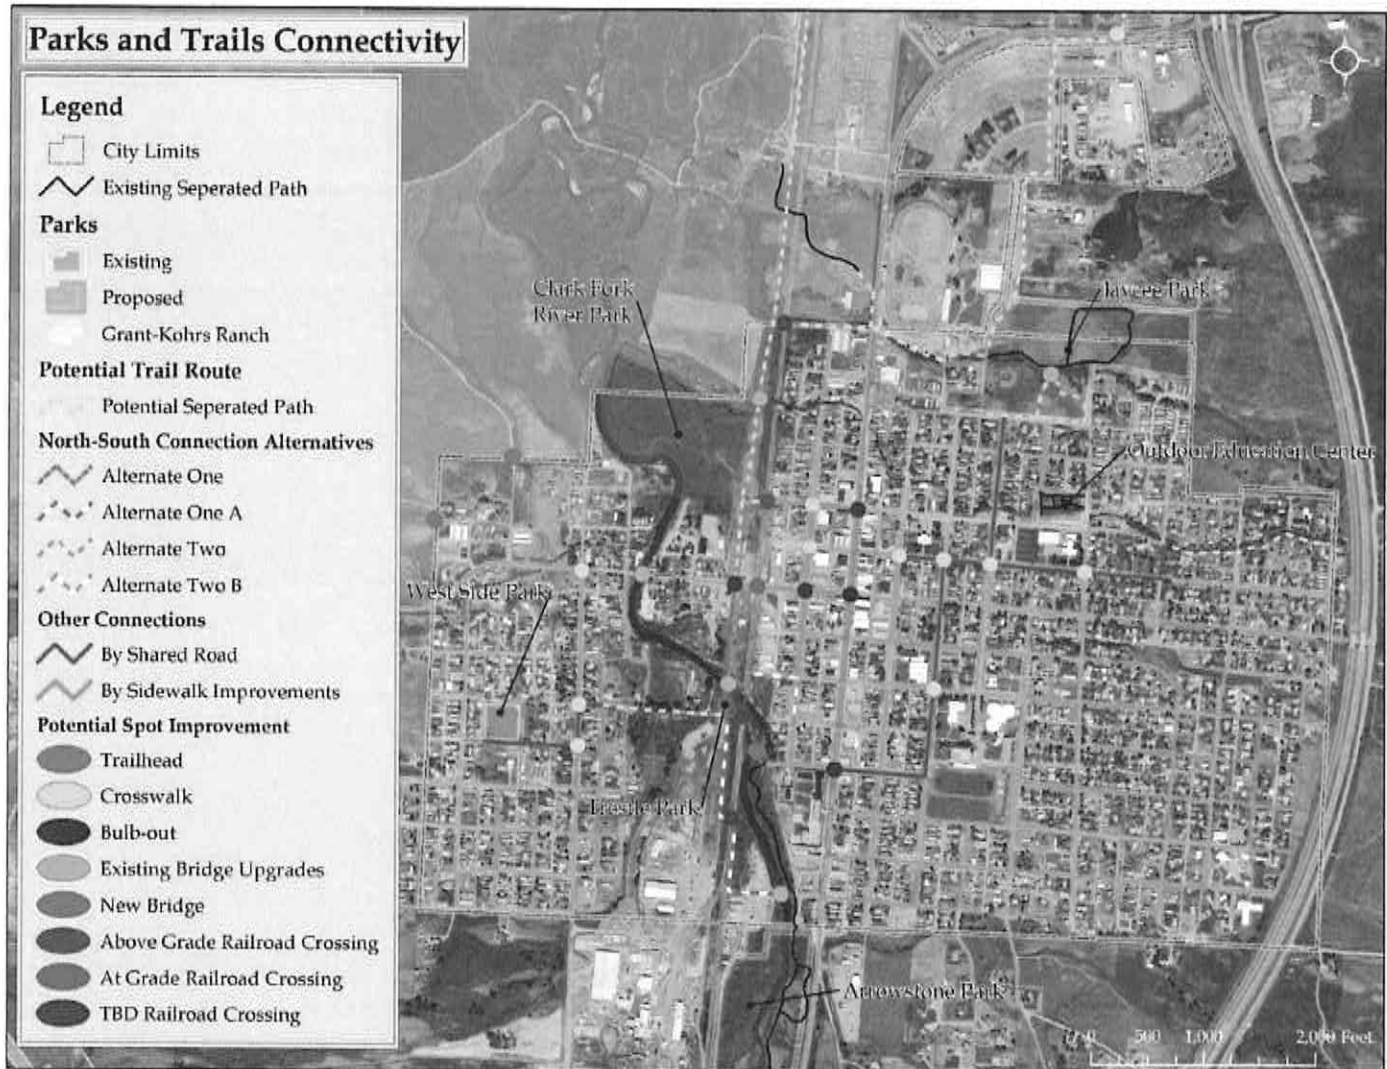 Parks and Trails Connectivity
Legend
City Limits
Existing Seperated Path
Parks
Existing
Proposed
Grant-Kohrs Ranch
Potential Trail Route
Potential Seperated Path
North-South Connection Alternatives
Alternate One
Alternate One A
Alternate Two
Alternate Two B
Other Connections
By Shared Road
By Sidewalk Improvements
Potential Spot Improvement
Trailhead
Crosswalk
Bulb-out
Existing Bridge Upgrades
New Bridge
Above Grade Railroad Crossing
At Grade Railroad Crossing
TBD Railroad Crossing
Clark Fork
River Park
Jaycee Park
Outdoor Education Center
West Side Park
Trestle Park
Arrowstone Park
0 500 1,000 2,000 Feet